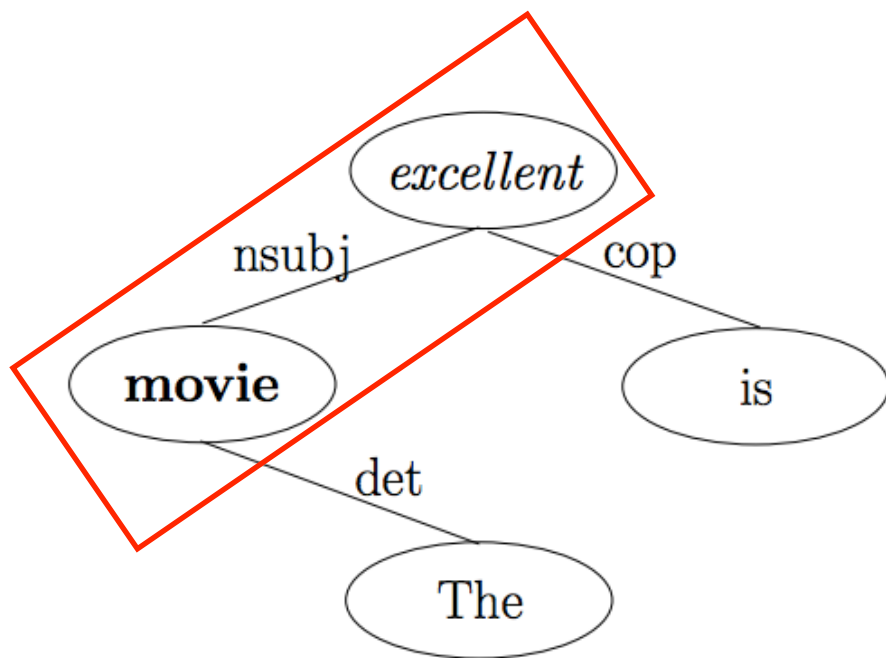 excellent
nsubj
cop
movie
is
det
The